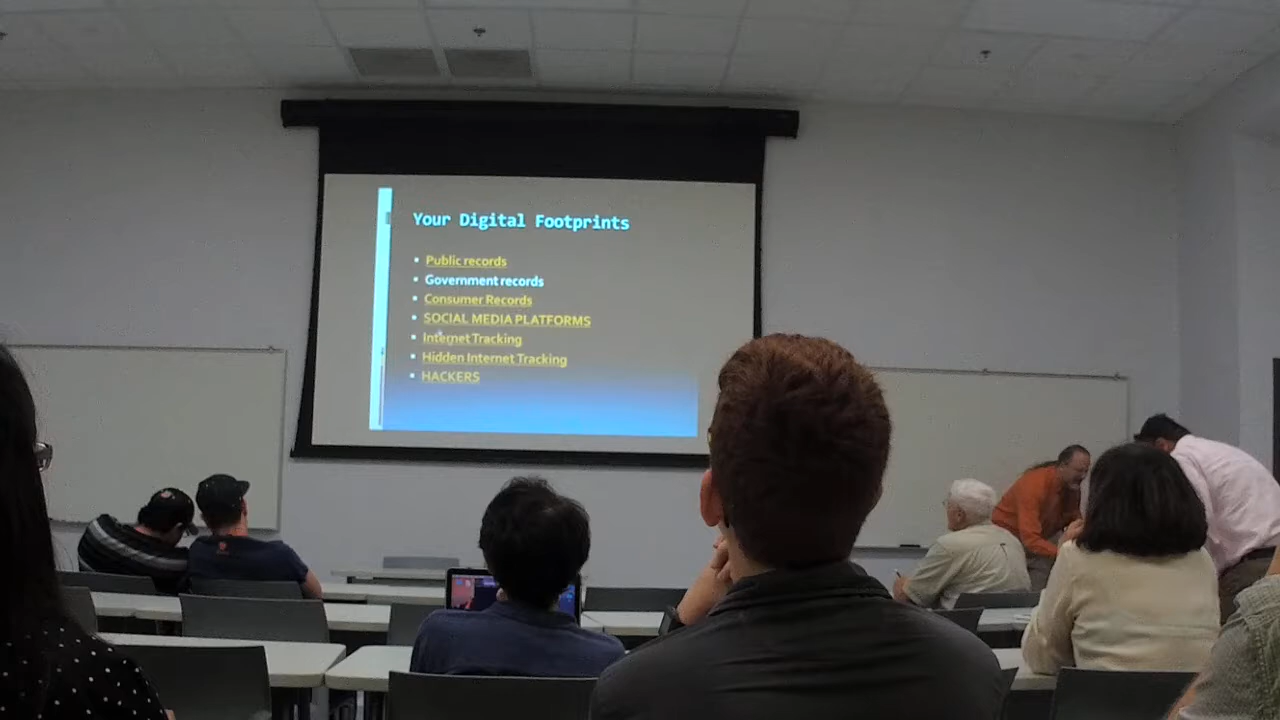 Your Digital Footprints
Public records
Government records
Consumer Records
SOCIAL MEDIA PLATFORMS
Internet Tracking
Hidden Internet Tracking
HACKERS